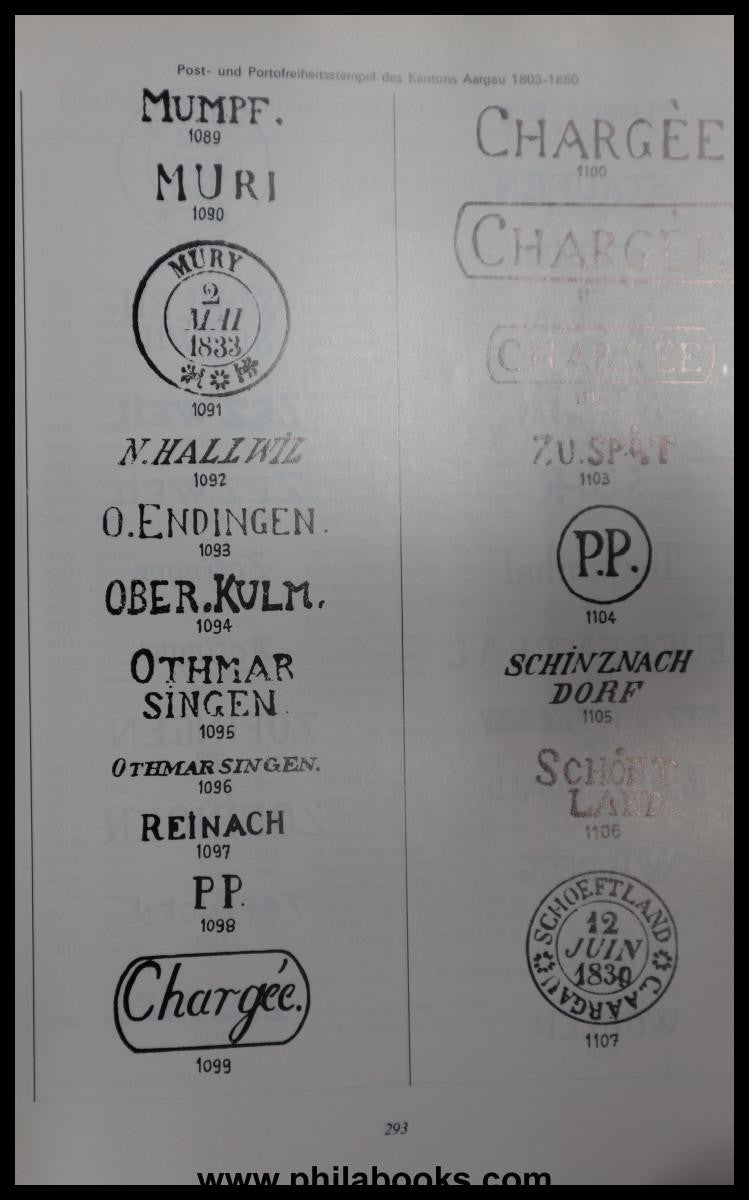 Post- und Portofreiheitsstempel des Kantons Aargau 1803-1850
MUMPF.
1089
MURI
1090
MURY
2
MAI
1833
1091
N.HALLWIL
1092
O.ENDINGEN.
1093
OBER.KULM.
1094
OTHMAR
SINGEN.
1095
OTHMARSINGEN.
1096
REINACH
1097
PP.
1098
Chargée.
1099
CHARGÈE
1100
CHARGÈE
CHARGÈE
ZU.SPÄT
1103
P.P.
1104
SCHINZNACH
DORF
1105
SCHÖFT
LAND.
1106
SCHOEFTLAND
12
JUIN
1830
C.AARGAU
1107
293
www.philabooks.com